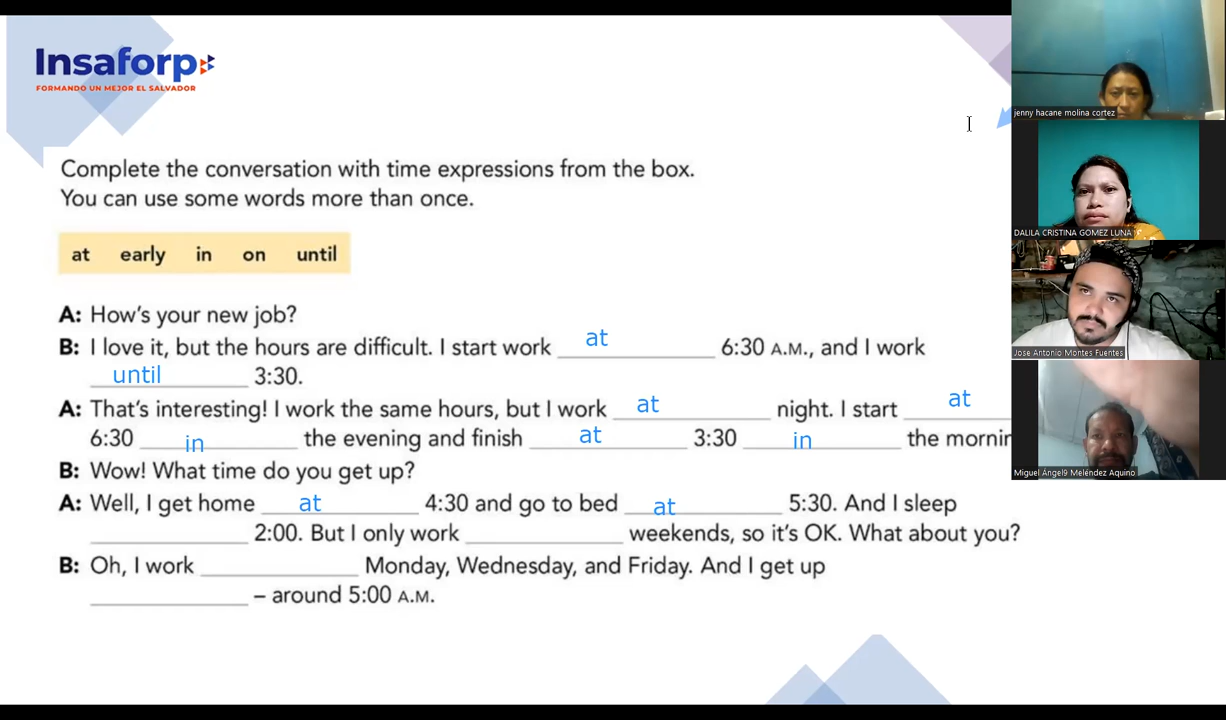 Insaforp
FORMANDO UN MEJOR EL SALVADOR
Complete the conversation with time expressions from the box.
You can use some words more than once.
at early in on until
A: How's your new job?
B: I love it, but the hours are difficult. I start work at 6:30 A.M., and I work
until 3:30.
A: That's interesting! I work the same hours, but I work at night. I start at
6:30 in the evening and finish at 3:30 in the mornin
B: Wow! What time do you get up?
A: Well, I get home at 4:30 and go to bed at 5:30. And I sleep
____ 2:00. But I only work ____ weekends, so it's OK. What about you?
B: Oh, I work ____ Monday, Wednesday, and Friday. And I get up
____ – around 5:00 A.M.
jenny hacane molina cortez
DALILA CRISTINA GOMEZ LUNA
Jose Antonio Montes Fuentes
Miguel Ángel9 Meléndez Aquino